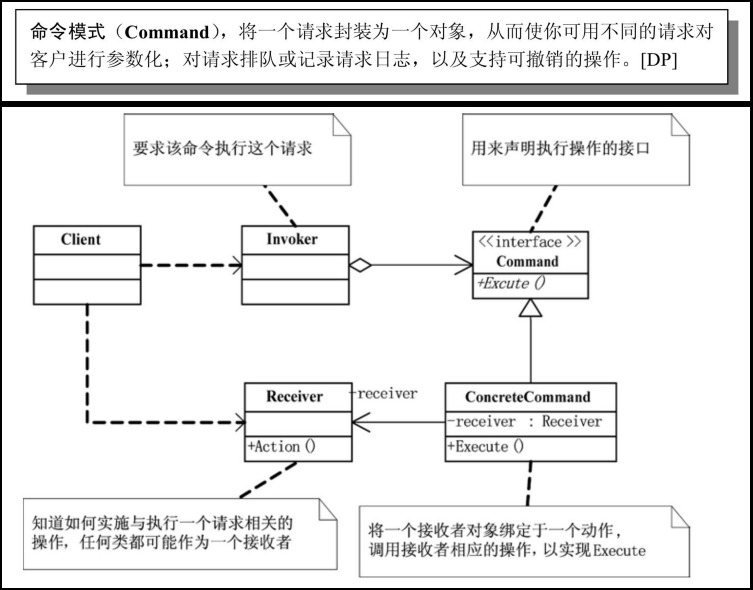 命令模式（Command），将一个请求封装为一个对象，从而使你可用不同的请求对
客户进行参数化；对请求排队或记录请求日志，以及支持可撤销的操作。[DP]
要求该命令执行这个请求
用来声明执行操作的接口
Client
Invoker
<<interface>>
Command
+Excute()
Receiver
+Action()
-receiver
ConcreteCommand
-receiver : Receiver
+Execute()
知道如何实施与执行一个请求相关的
操作，任何类都可能作为一个接收者
将一个接收者对象绑定于一个动作，
调用接收者相应的操作，以实现Execute